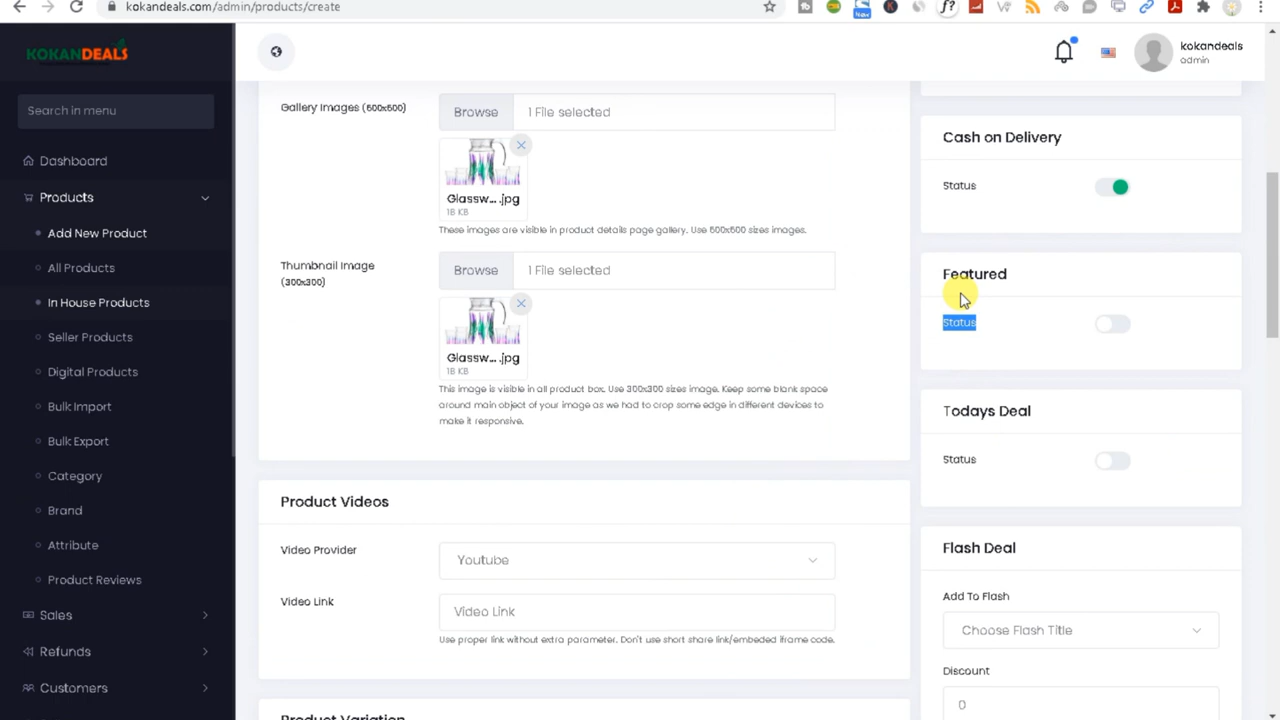 kokandeals.com/admin/products/create
New
f?
KOKANDEALS
kokandeals
admin
Search in menu
Dashboard
Products
Add New Product
All Products
In House Products
Seller Products
Digital Products
Bulk Import
Bulk Export
Category
Brand
Attribute
Product Reviews
Sales
Refunds
Customers
Gallery Images (600x600)
Browse
1 File selected
Glassw... .jpg
18 KB
These images are visible in product details page gallery. Use 600x600 sizes images.
Thumbnail Image
(300x300)
Browse
1 File selected
Glassw... .jpg
18 KB
This image is visible in all product box. Use 300x300 sizes image. Keep some blank space
around main object of your image as we had to crop some edge in different devices to
make it responsive.
Product Videos
Video Provider
Youtube
Video Link
Video Link
Use proper link without extra parameter. Don't use short share link/embeded iframe code.
Product Variation
Cash on Delivery
Status
Featured
Status
Todays Deal
Status
Flash Deal
Add To Flash
Choose Flash Title
Discount
0